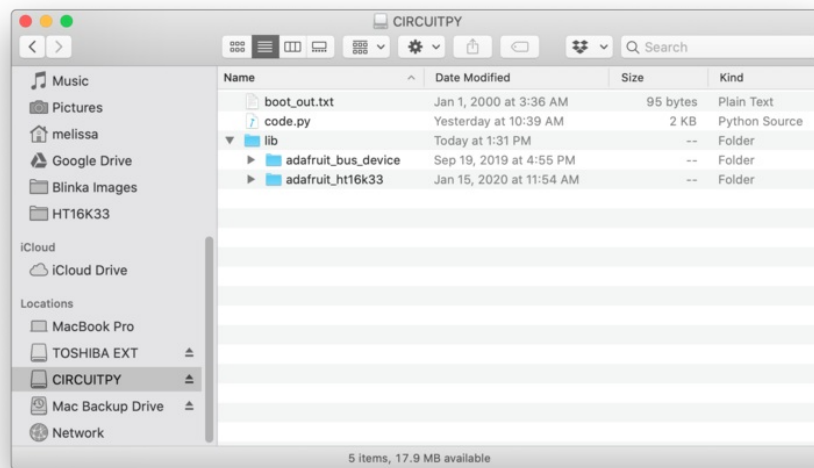 CIRCUITPY
Search
Music
Pictures
melissa
Google Drive
Blinka Images
HT16K33
iCloud
iCloud Drive
Locations
MacBook Pro
TOSHIBA EXT
CIRCUITPY
Mac Backup Drive
Network
Name Date Modified Size Kind
boot_out.txt Jan 1, 2000 at 3:36 AM 95 bytes Plain Text
code.py Yesterday at 10:39 AM 2 KB Python Source
lib Today at 1:31 PM -- Folder
adafruit_bus_device Sep 19, 2019 at 4:55 PM -- Folder
adafruit_ht16k33 Jan 15, 2020 at 11:54 AM -- Folder
5 items, 17.9 MB available